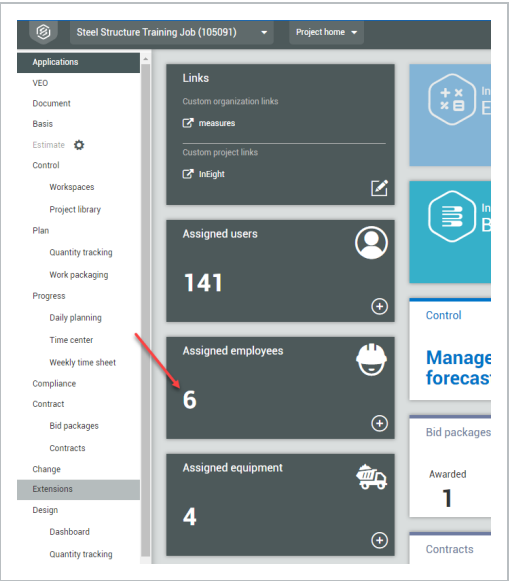 Steel Structure Training Job (105091)
Project home
Applications
VEO
Document
Basis
Estimate
Control
Workspaces
Project library
Plan
Quantity tracking
Work packaging
Progress
Daily planning
Time center
Weekly time sheet
Compliance
Contract
Bid packages
Contracts
Change
Extensions
Design
Dashboard
Quantity tracking
Links
Custom organization links
measures
Custom project links
InEight
Assigned users
141
Assigned employees
6
Assigned equipment
4
In
E
In
B
Control
Manage
forecas
Bid packages
Awarded
1
Contracts